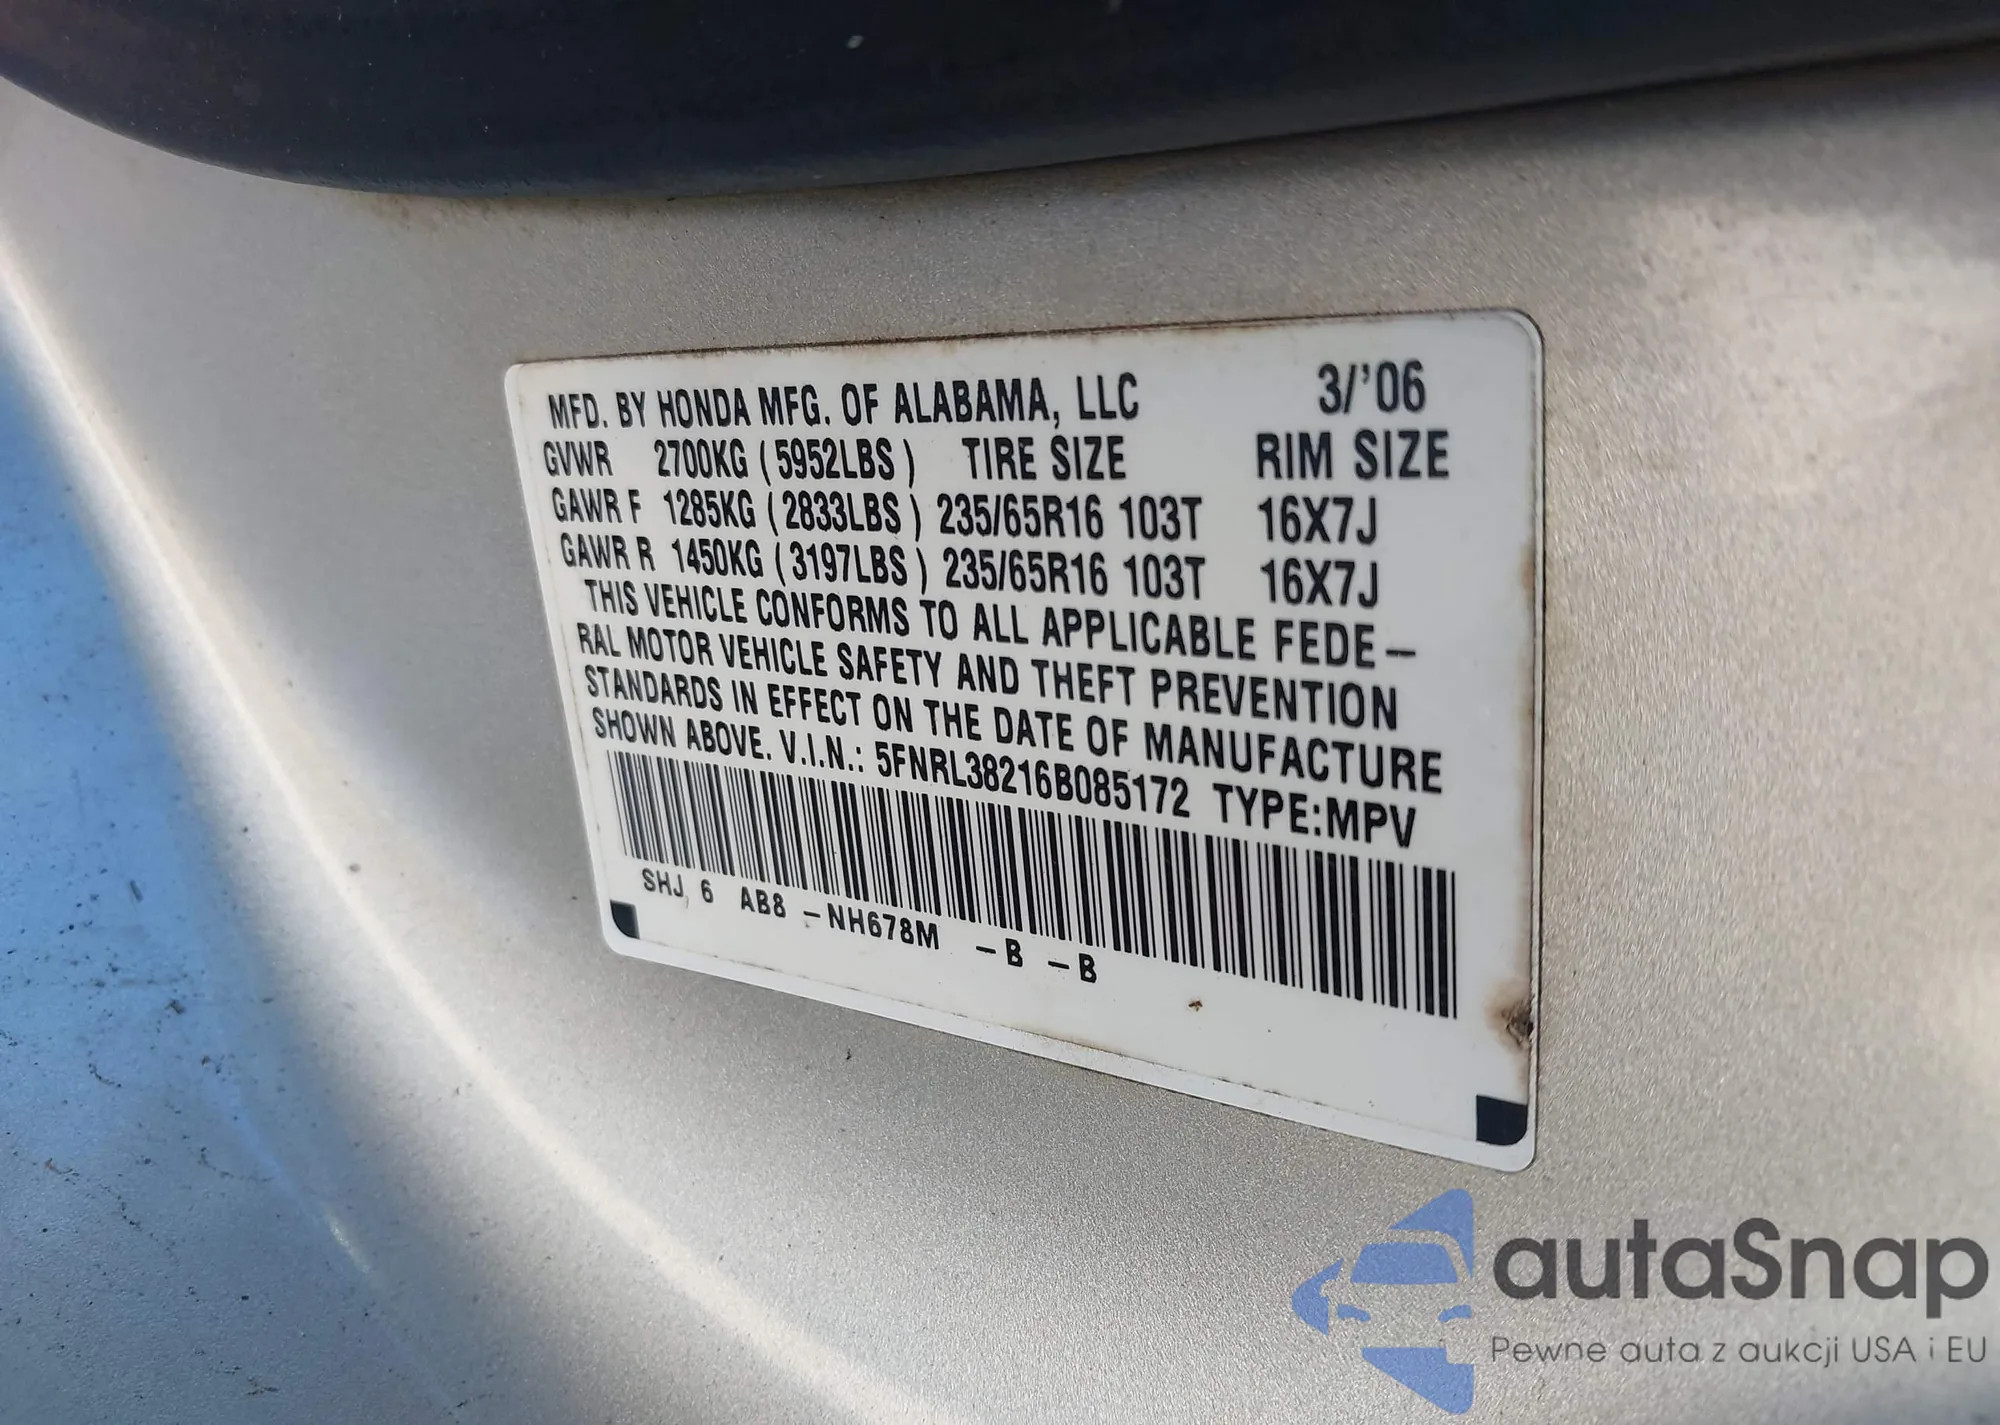 MFD. BY HONDA MFG. OF ALABAMA, LLC 3/'06
GVWR 2700KG (5952LBS) TIRE SIZE RIM SIZE
GAWR F 1285KG (2833LBS) 235/65R16 103T 16X7J
GAWR R 1450KG (3197LBS) 235/65R16 103T 16X7J
THIS VEHICLE CONFORMS TO ALL APPLICABLE FEDE-
RAL MOTOR VEHICLE SAFETY AND THEFT PREVENTION
STANDARDS IN EFFECT ON THE DATE OF MANUFACTURE
SHOWN ABOVE. V.I.N.: 5FNRL38216B085172 TYPE:MPV
SHJ, 6 AB8 -NH678M -B -B
autaSnap
Pewne auta z aukcji USA i EU